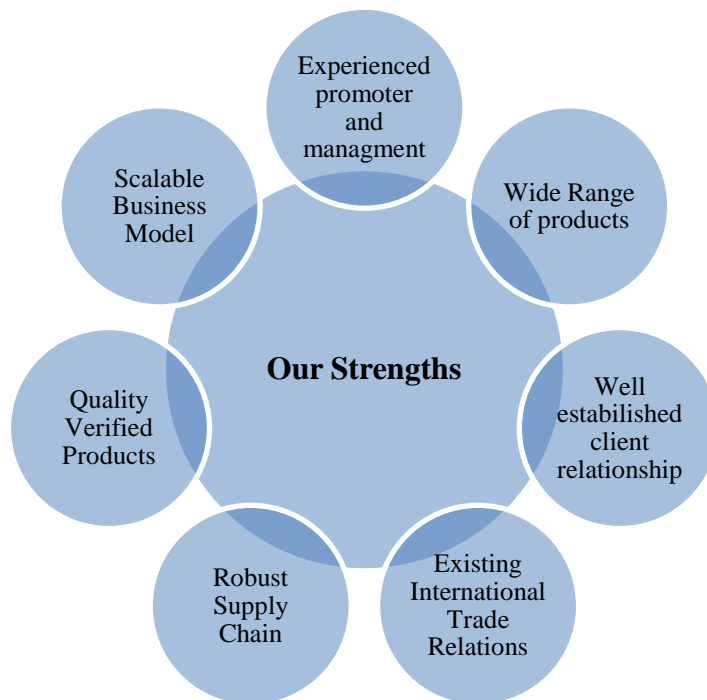 Experienced
promoter
and
managment
Wide Range
of products
Well
estabilished
client
relationship
Existing
International
Trade
Relations
Robust
Supply
Chain
Quality
Verified
Products
Scalable
Business
Model
Our Strengths